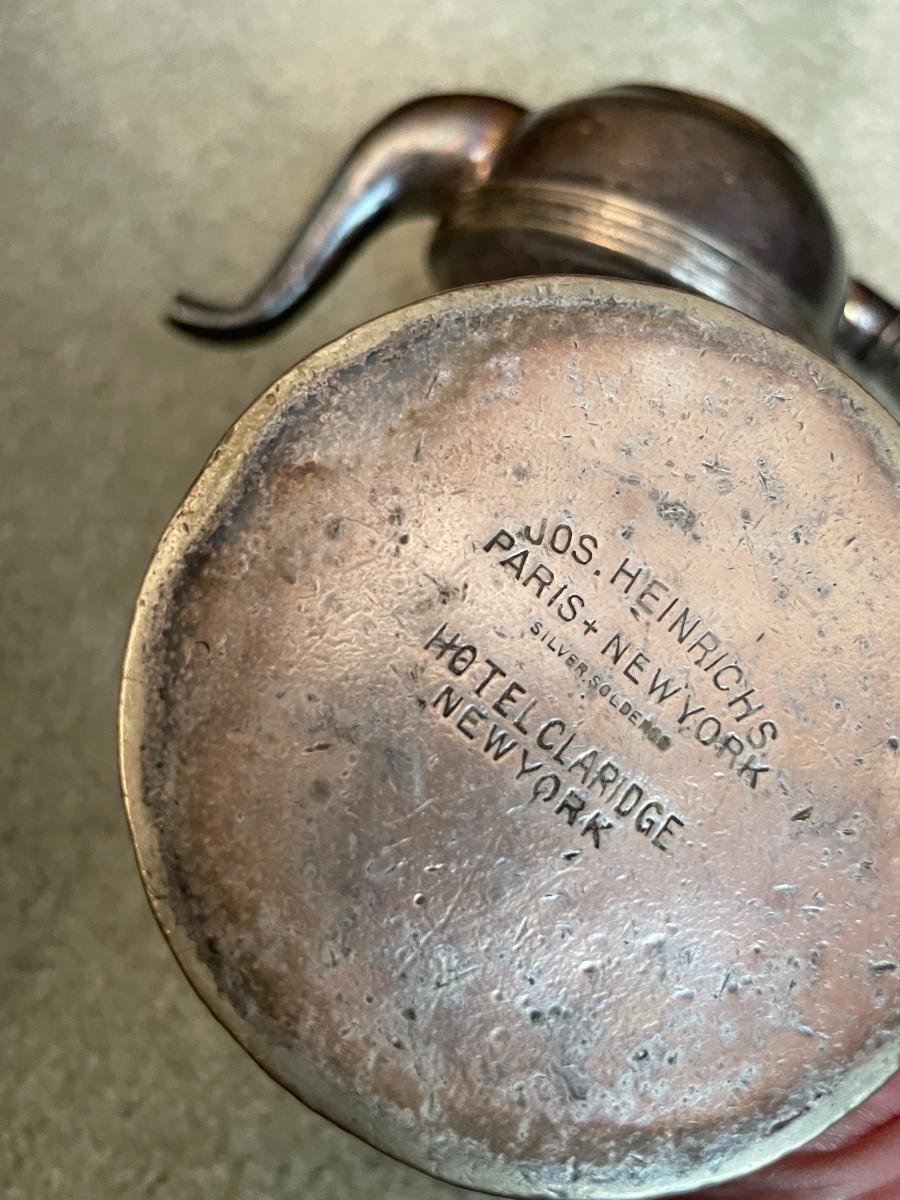 JOS. HEINRICHS
PARIS + NEW YORK
SILVER SOLDERED
HOTEL CLARIDGE
NEW YORK